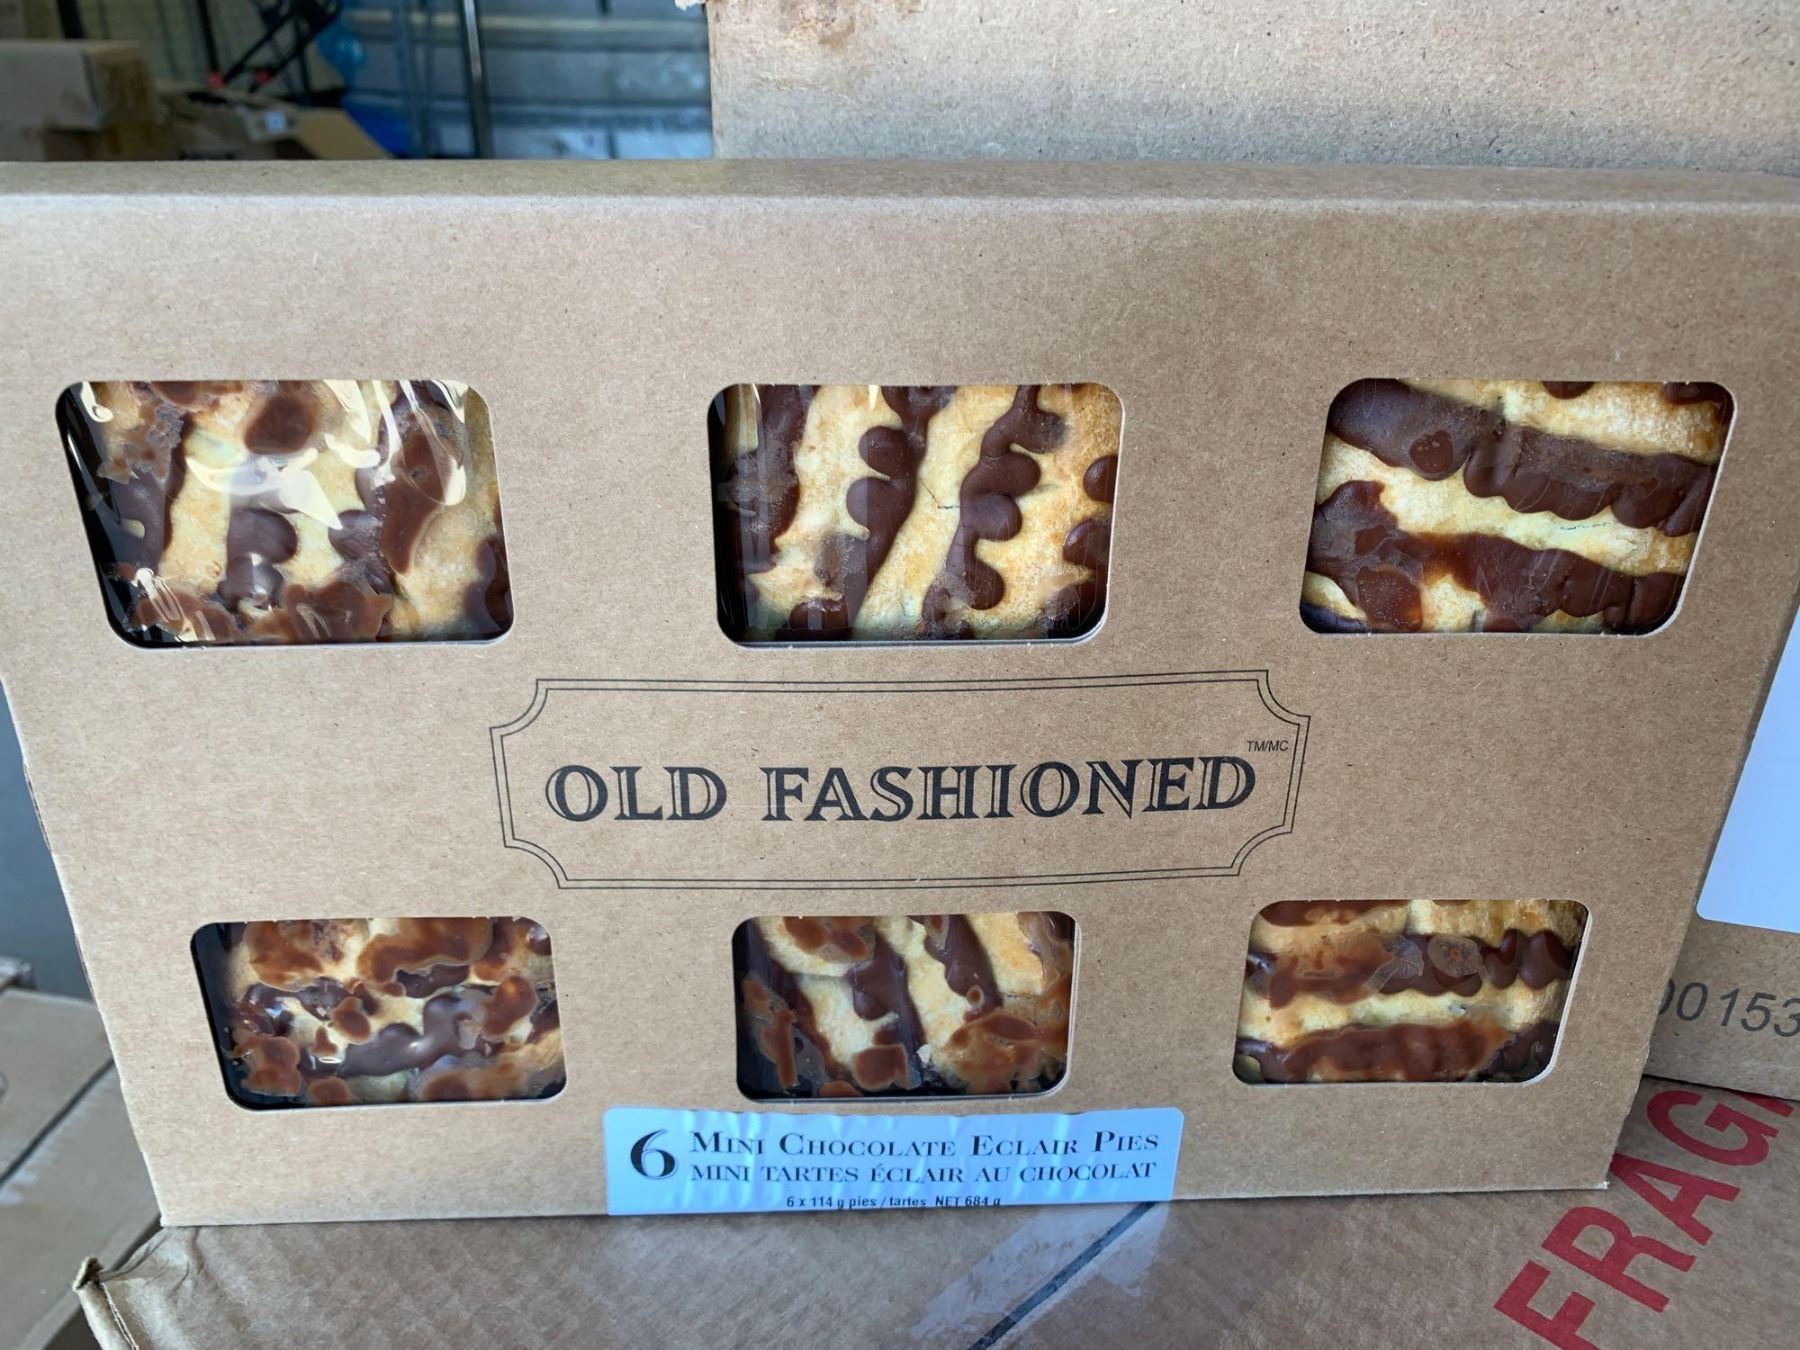 OLD FASHIONED TM/MC
6 Mini Chocolate Eclair Pies
MINI TARTES ÉCLAIR AU CHOCOLAT
6 x 114 g pies / tartes NET 684 g
00153
FRAGI